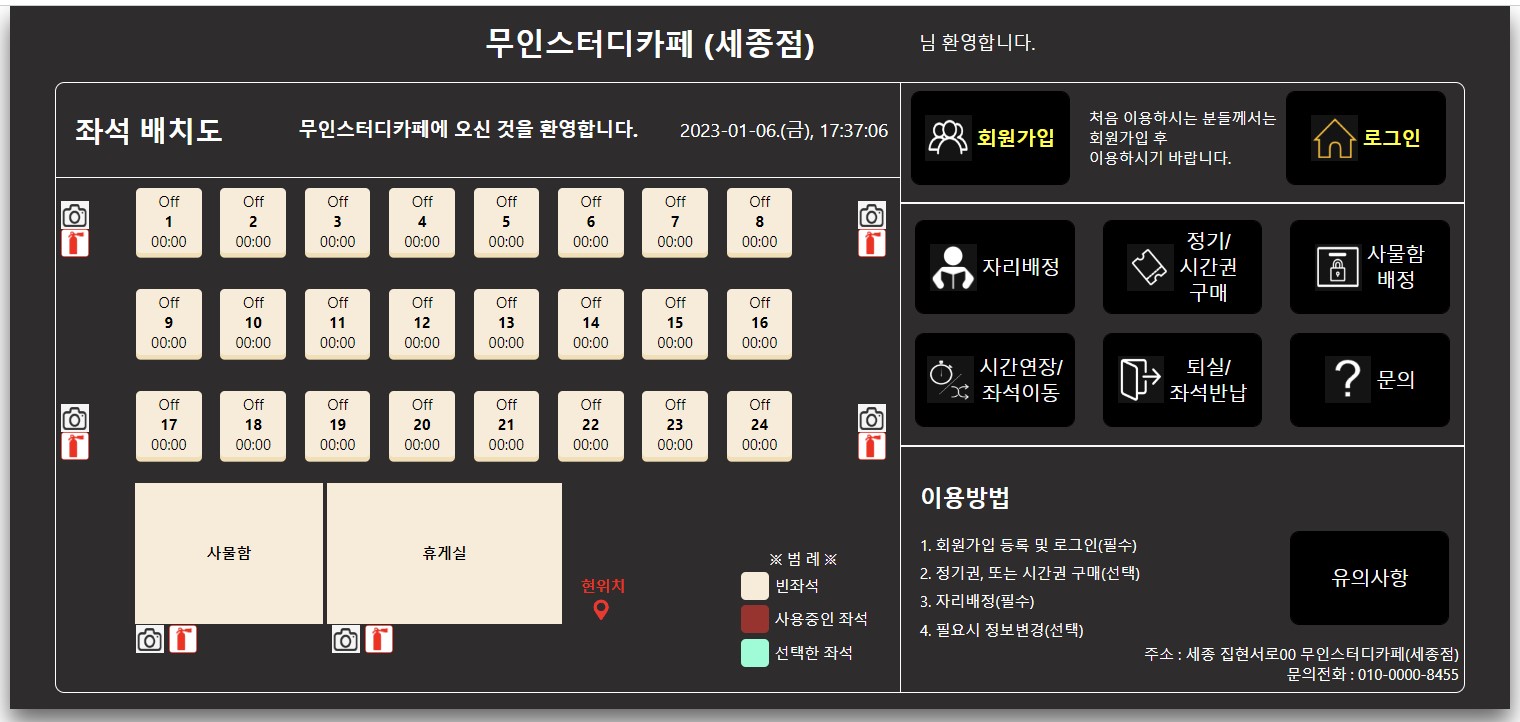 무인스터디카페 (세종점)
님 환영합니다.
좌석 배치도
무인스터디카페에 오신 것을 환영합니다.
2023-01-06.(금), 17:37:06
Off
1
00:00
Off
2
00:00
Off
3
00:00
Off
4
00:00
Off
5
00:00
Off
6
00:00
Off
7
00:00
Off
8
00:00
Off
9
00:00
Off
10
00:00
Off
11
00:00
Off
12
00:00
Off
13
00:00
Off
14
00:00
Off
15
00:00
Off
16
00:00
Off
17
00:00
Off
18
00:00
Off
19
00:00
Off
20
00:00
Off
21
00:00
Off
22
00:00
Off
23
00:00
Off
24
00:00
사물함
휴게실
현위치
※ 범 례 ※
빈좌석
사용중인 좌석
선택한 좌석
회원가입
처음 이용하시는 분들께서는
회원가입 후
이용하시기 바랍니다.
로그인
자리배정
정기/
시간권
구매
사물함
배정
시간연장/
좌석이동
퇴실/
좌석반납
?
문의
이용방법
1. 회원가입 등록 및 로그인(필수)
2. 정기권, 또는 시간권 구매(선택)
3. 자리배정(필수)
4. 필요시 정보변경(선택)
유의사항
주소 : 세종 집현서로00 무인스터디카페(세종점)
문의전화 : 010-0000-8455